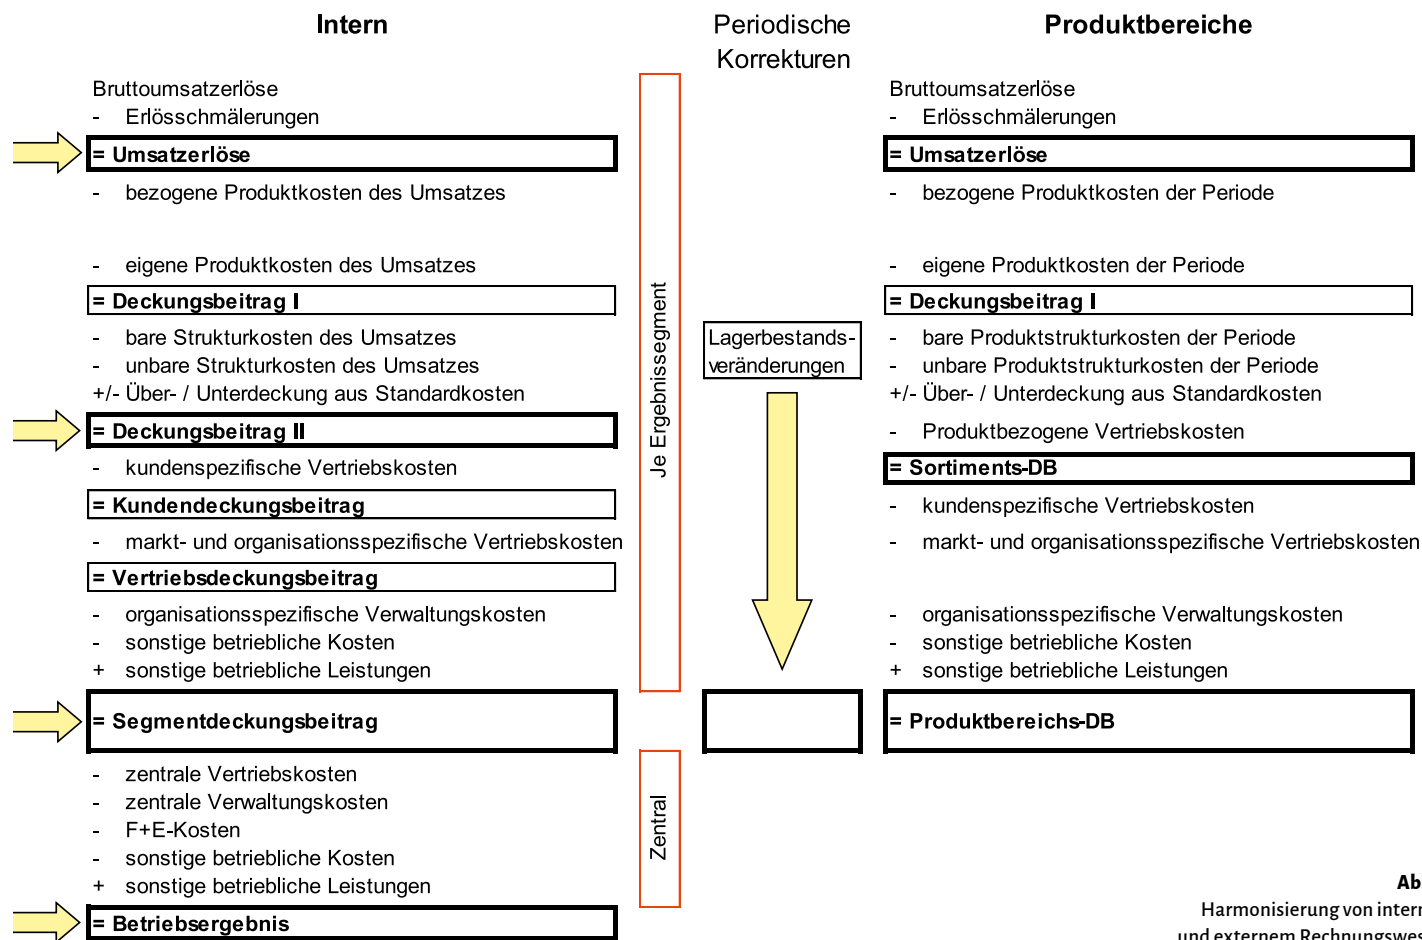 Intern
Bruttoumsatzerlöse
- Erlösschmälerungen
= Umsatzerlöse
- bezogene Produktkosten des Umsatzes
- eigene Produktkosten des Umsatzes
= Deckungsbeitrag I
- bare Strukturkosten des Umsatzes
- unbare Strukturkosten des Umsatzes
+/- Über- / Unterdeckung aus Standardkosten
= Deckungsbeitrag II
- kundenspezifische Vertriebskosten
= Kundendeckungsbeitrag
- markt- und organisationsspezifische Vertriebskosten
= Vertriebsdeckungsbeitrag
- organisationsspezifische Verwaltungskosten
- sonstige betriebliche Kosten
+ sonstige betriebliche Leistungen
= Segmentdeckungsbeitrag
- zentrale Vertriebskosten
- zentrale Verwaltungskosten
- F+E-Kosten
- sonstige betriebliche Kosten
+ sonstige betriebliche Leistungen
= Betriebsergebnis
Je Ergebnissegment
Zentral
Periodische
Korrekturen
Lagerbestands-
veränderungen
Produktbereiche
Bruttoumsatzerlöse
- Erlösschmälerungen
= Umsatzerlöse
- bezogene Produktkosten der Periode
- eigene Produktkosten der Periode
= Deckungsbeitrag I
- bare Produktstrukturkosten der Periode
- unbare Produktstrukturkosten der Periode
+/- Über- / Unterdeckung aus Standardkosten
- Produktbezogene Vertriebskosten
= Sortiments-DB
- kundenspezifische Vertriebskosten
- markt- und organisationsspezifische Vertriebskosten
- organisationsspezifische Verwaltungskosten
- sonstige betriebliche Kosten
+ sonstige betriebliche Leistungen
= Produktbereichs-DB
Ab
Harmonisierung von intern
und externem Rechnungswes